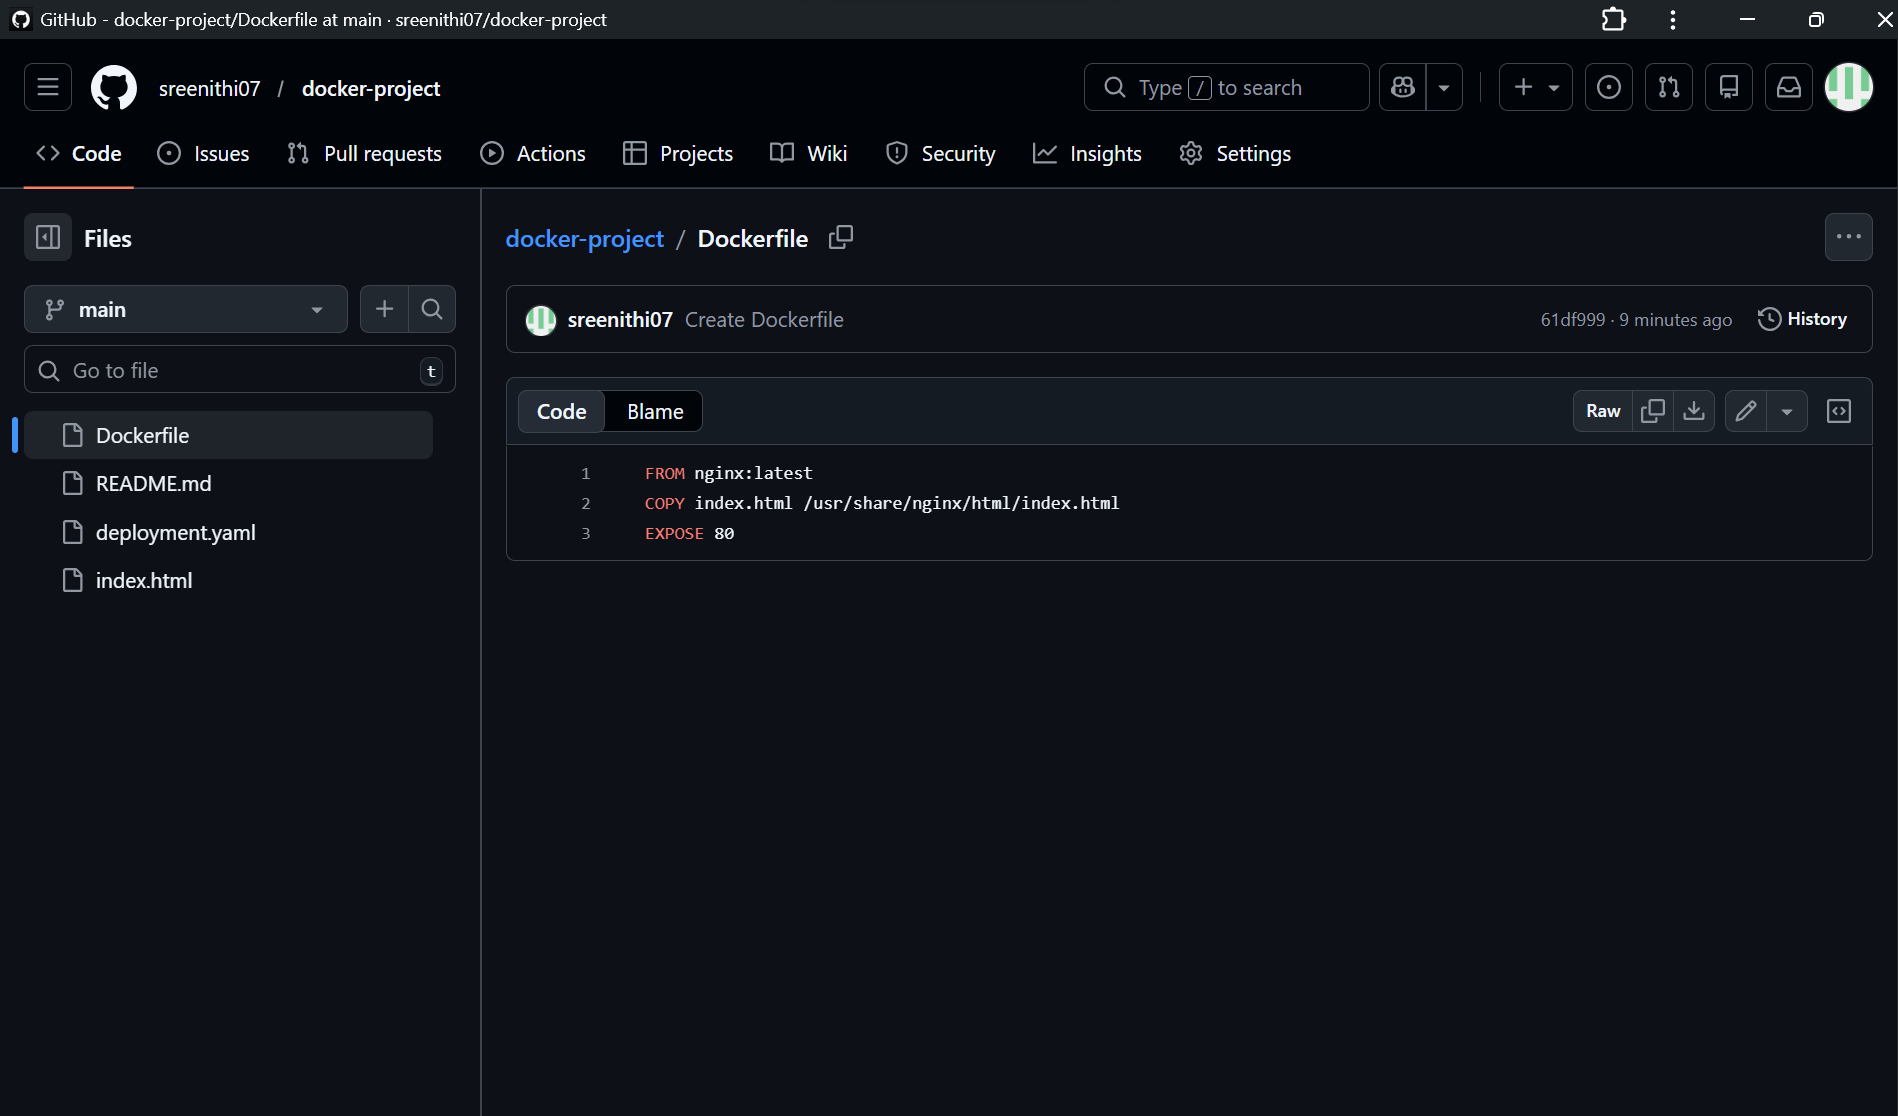 GitHub - docker-project/Dockerfile at main · sreenithi07/docker-project
sreenithi07 / docker-project
Type / to search
Code Issues Pull requests Actions Projects Wiki Security Insights Settings
Files
main
Go to file t
Dockerfile
README.md
deployment.yaml
index.html
docker-project / Dockerfile
sreenithi07 Create Dockerfile 61df999 · 9 minutes ago History
Code Blame Raw
1 FROM nginx:latest
2 COPY index.html /usr/share/nginx/html/index.html
3 EXPOSE 80